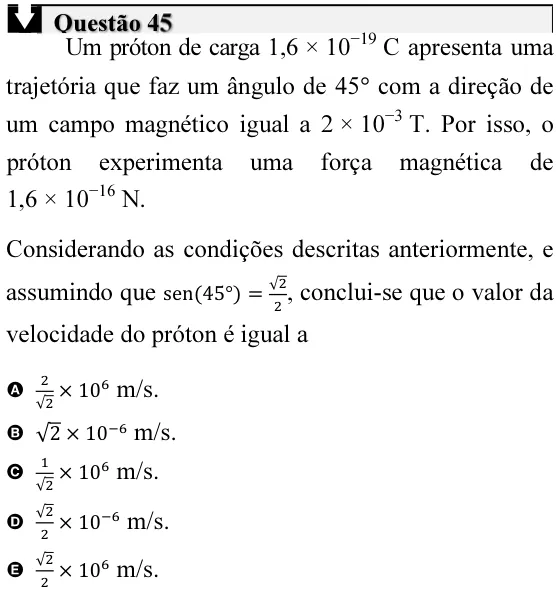 Questão 45
Um próton de carga 1,6 × 10⁻¹⁹ C apresenta uma
trajetória que faz um ângulo de 45° com a direção de
um campo magnético igual a 2 × 10⁻³ T. Por isso, o
próton experimenta uma força magnética de
1,6 × 10⁻¹⁶ N.
Considerando as condições descritas anteriormente, e
assumindo que sen(45°) = √2/2, conclui-se que o valor da
velocidade do próton é igual a
A 2/√2 × 10⁶ m/s.
B √2 × 10⁻⁶ m/s.
C 1/√2 × 10⁶ m/s.
D √2/2 × 10⁻⁶ m/s.
E √2/2 × 10⁶ m/s.